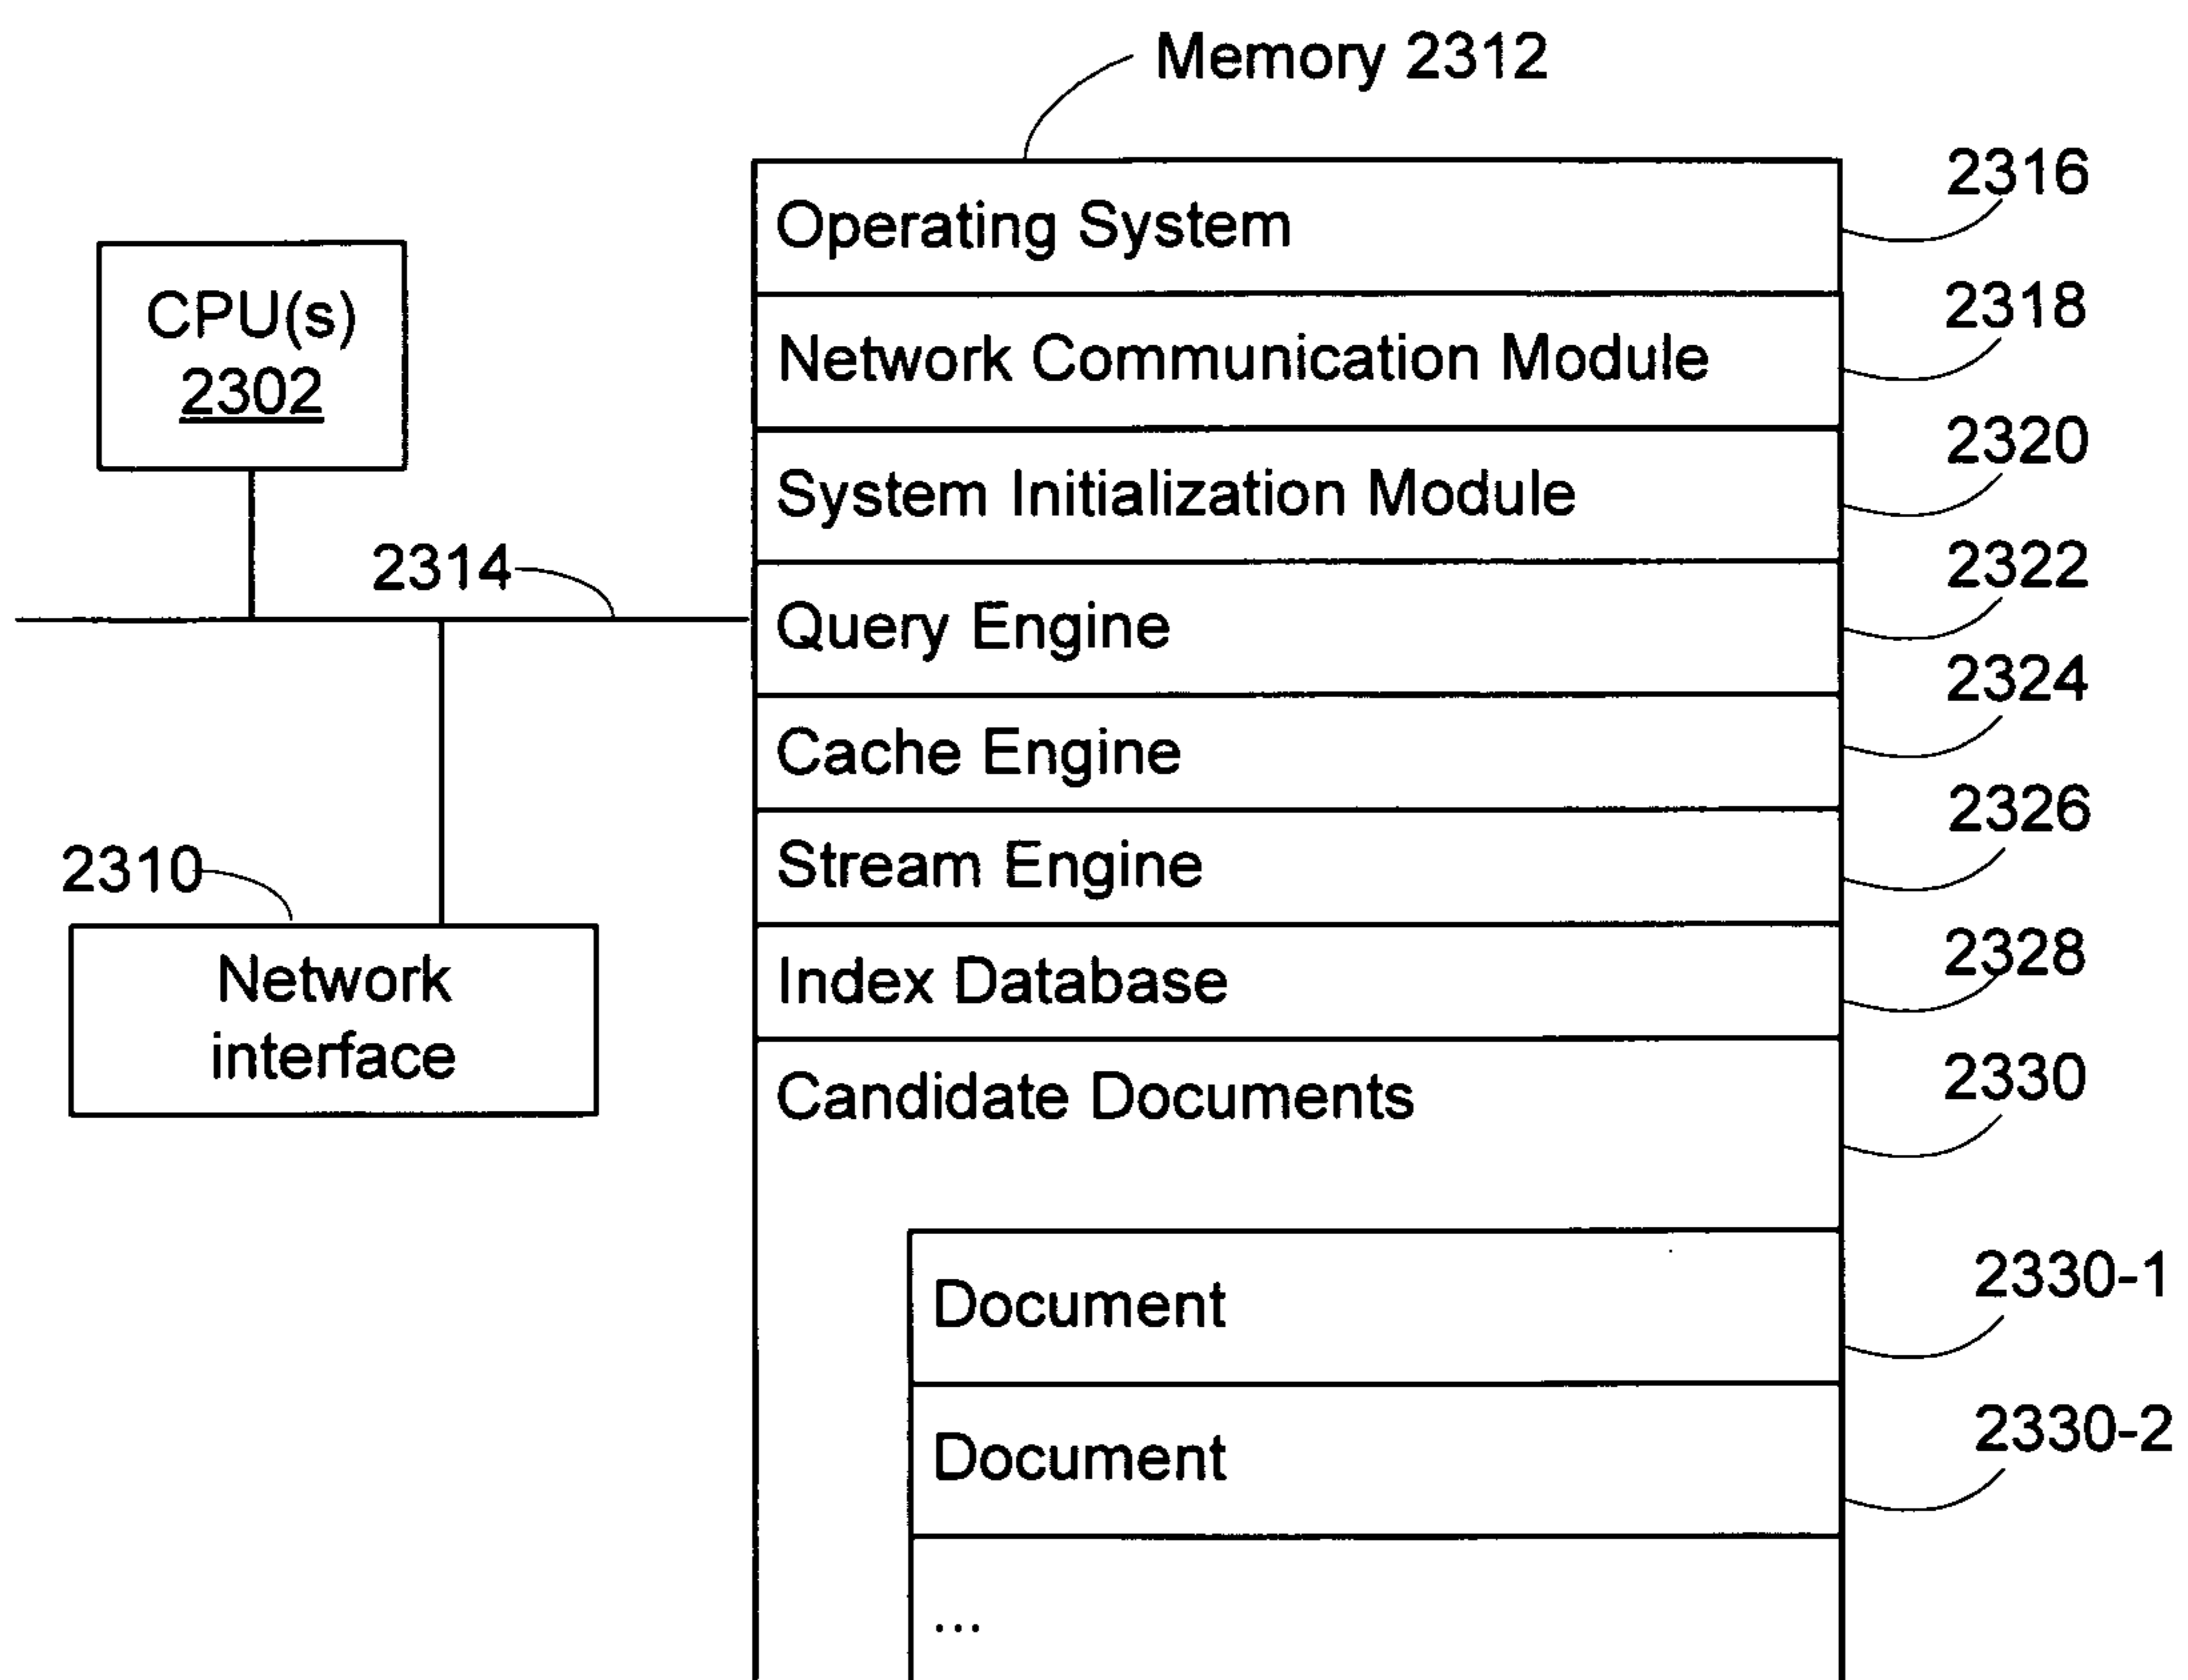 Memory 2312
Operating System
2316
CPU(s)
2302
Network Communication Module
2318
System Initialization Module
2320
2314
Query Engine
2322
Cache Engine
2324
Stream Engine
2326
2310
Network
interface
Index Database
2328
Candidate Documents
2330
Document
2330-1
Document
2330-2
...